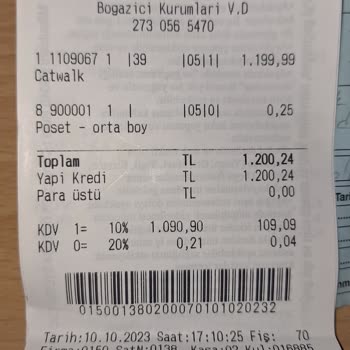 Bogazici Kurumlari V.D
273 056 5470
1 1109067 1 |39 |05|1| 1.199,99
Catwalk
8 900001 1 | |05|0| 0,25
Poset - orta boy
Toplam TL 1.200,24
Yapi Kredi TL 1.200,24
Para üstü TL 0,00
KDV 1= 10% 1.090,90 109,09
KDV 0= 20% 0,21 0,04
01500138020007010102023​2
Tarih:10.10.2023 Saat:17:10:25 Fiş: 70